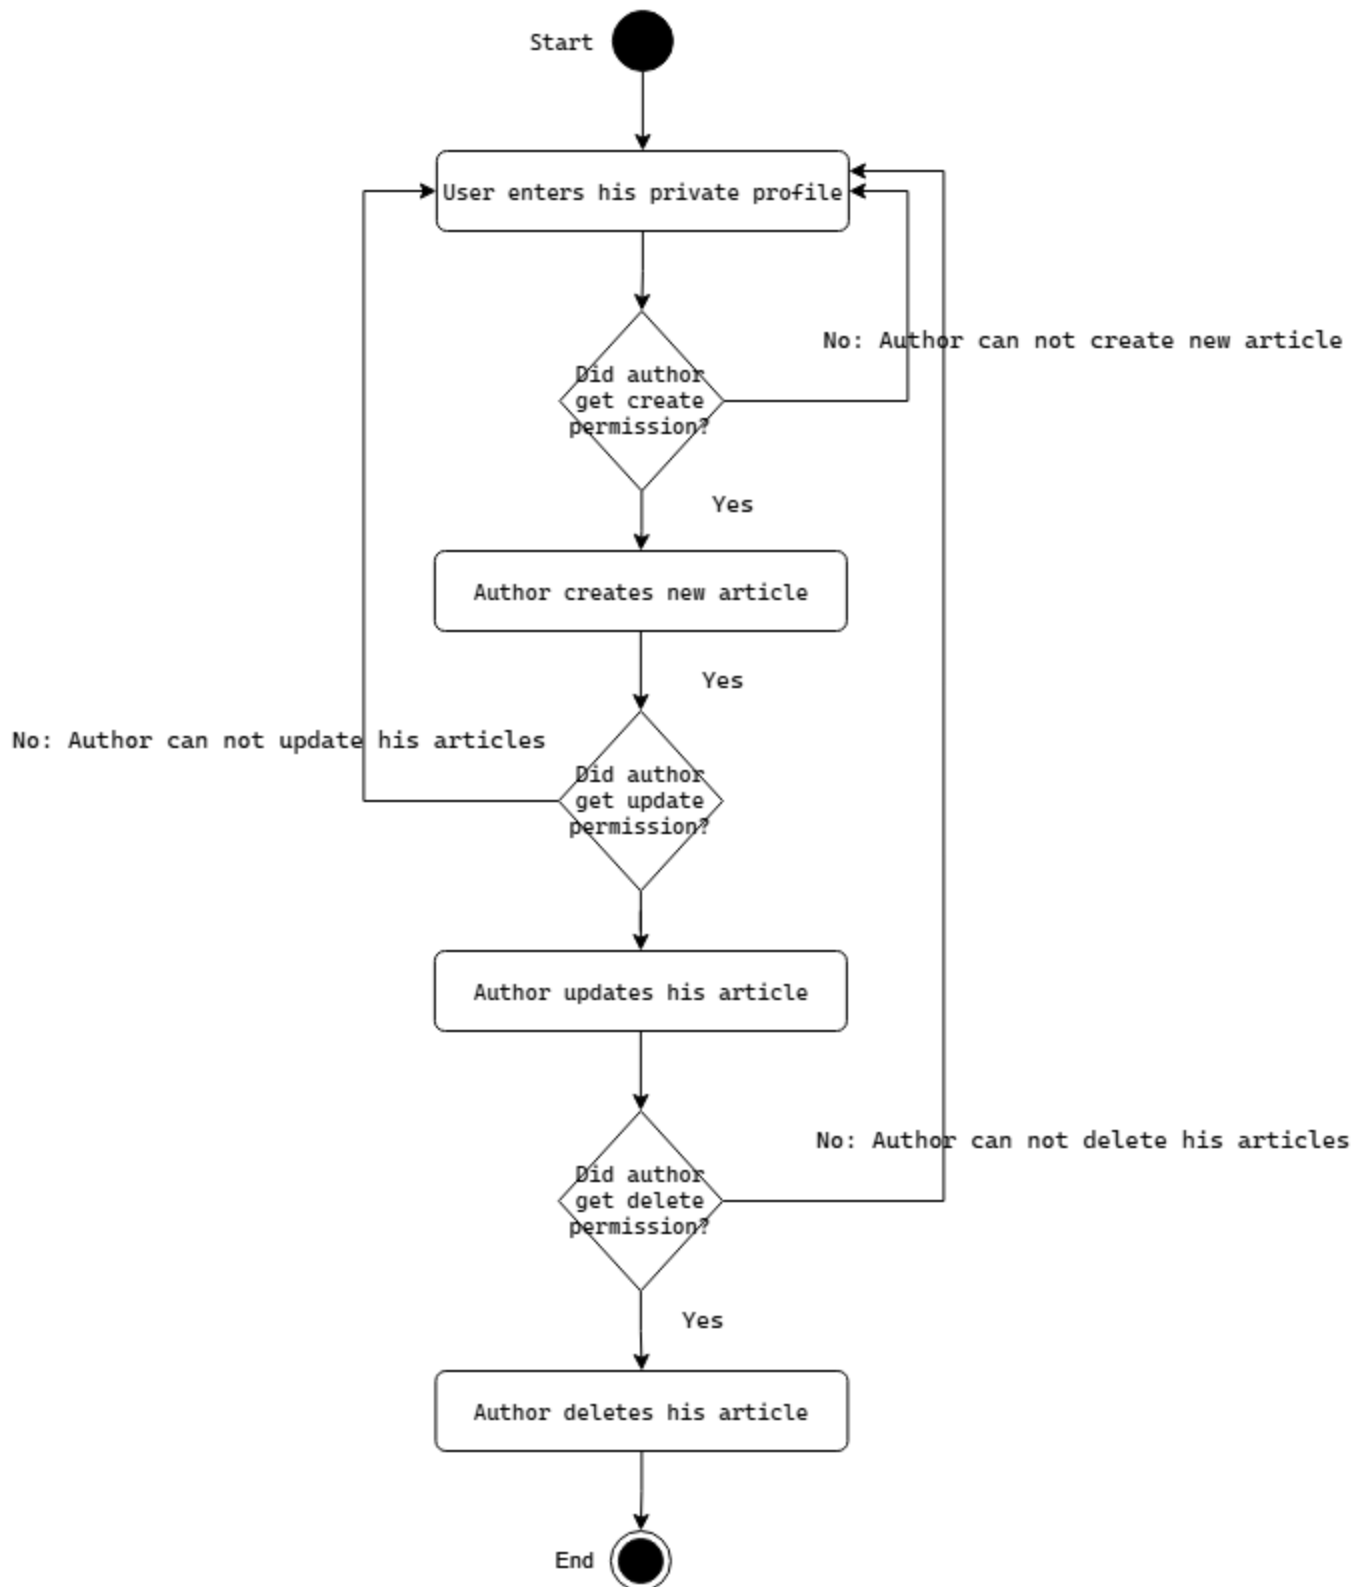 Start
User enters his private profile
No: Author can not create new article
Did author
get create
permission?
Yes
Author creates new article
Yes
No: Author can not update his articles
Did author
get update
permission?
Author updates his article
No: Author can not delete his articles
Did author
get delete
permission?
Yes
Author deletes his article
End